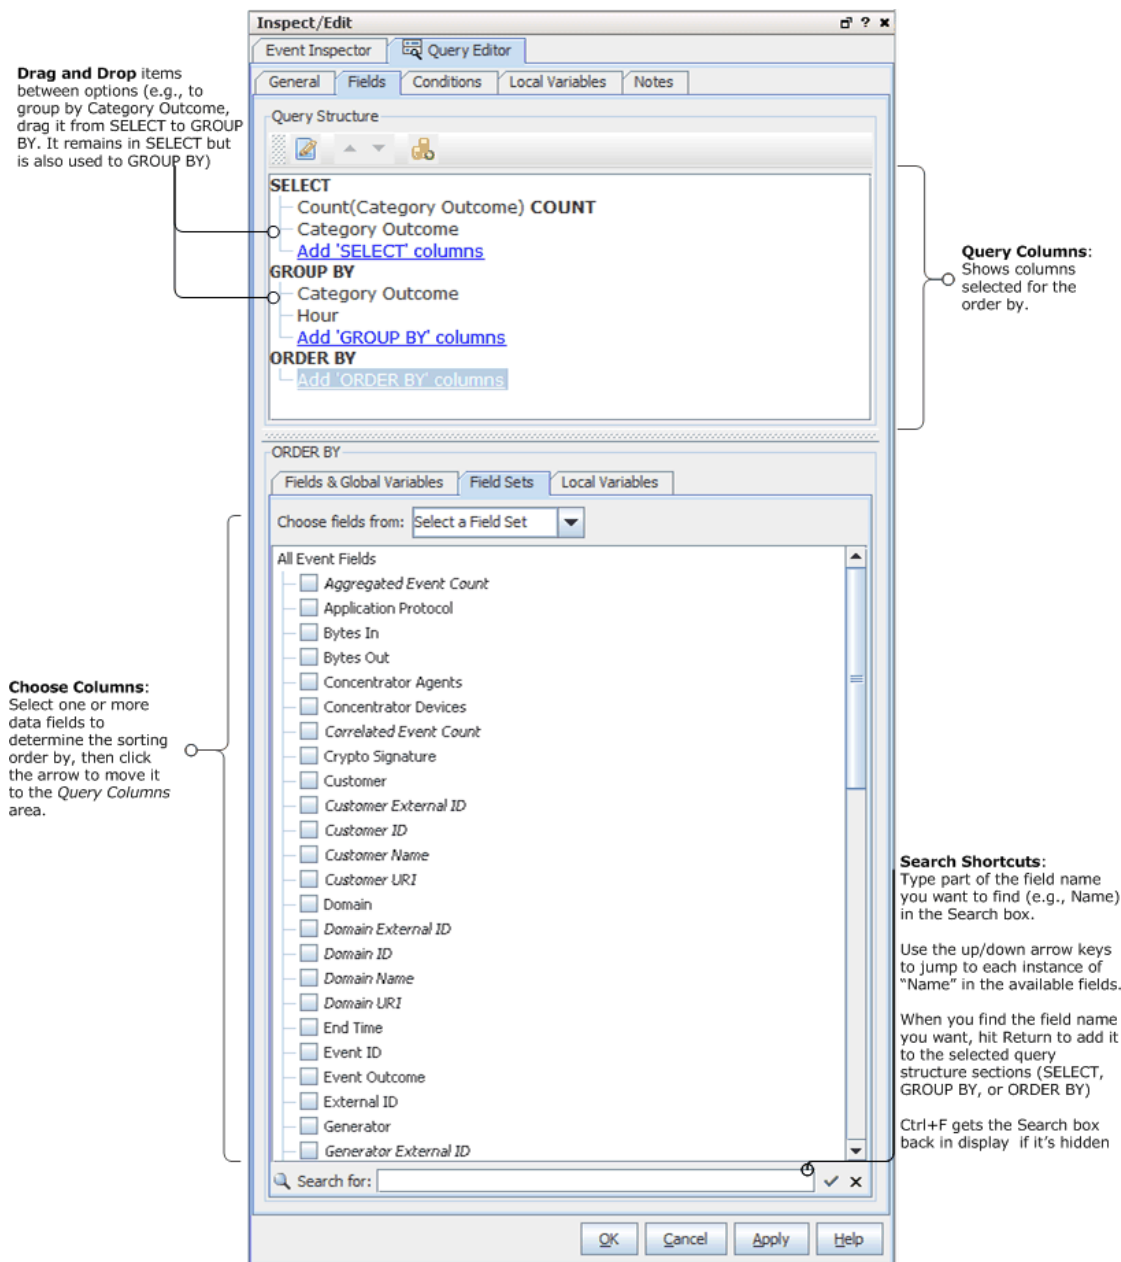 Inspect/Edit
Event Inspector
Query Editor
General
Fields
Conditions
Local Variables
Notes
Drag and Drop items
between options (e.g., to
group by Category Outcome,
drag it from SELECT to GROUP
BY. It remains in SELECT but
is also used to GROUP BY)
Query Structure
SELECT
Count(Category Outcome) COUNT
Category Outcome
Add 'SELECT' columns
GROUP BY
Category Outcome
Hour
Add 'GROUP BY' columns
ORDER BY
Add 'ORDER BY' columns
Query Columns:
Shows columns
selected for the
order by.
ORDER BY
Fields & Global Variables
Field Sets
Local Variables
Choose fields from:
Select a Field Set
All Event Fields
Aggregated Event Count
Application Protocol
Bytes In
Bytes Out
Concentrator Agents
Concentrator Devices
Correlated Event Count
Crypto Signature
Customer
Customer External ID
Customer ID
Customer Name
Customer URI
Domain
Domain External ID
Domain ID
Domain Name
Domain URI
End Time
Event ID
Event Outcome
External ID
Generator
Generator External ID
Choose Columns:
Select one or more
data fields to
determine the sorting
order by, then click
the arrow to move it
to the Query Columns
area.
Search Shortcuts:
Type part of the field name
you want to find (e.g., Name)
in the Search box.
Use the up/down arrow keys
to jump to each instance of
“Name” in the available fields.
When you find the field name
you want, hit Return to add it
to the selected query
structure sections (SELECT,
GROUP BY, or ORDER BY)
Ctrl+F gets the Search box
back in display if it's hidden
Search for:
OK
Cancel
Apply
Help